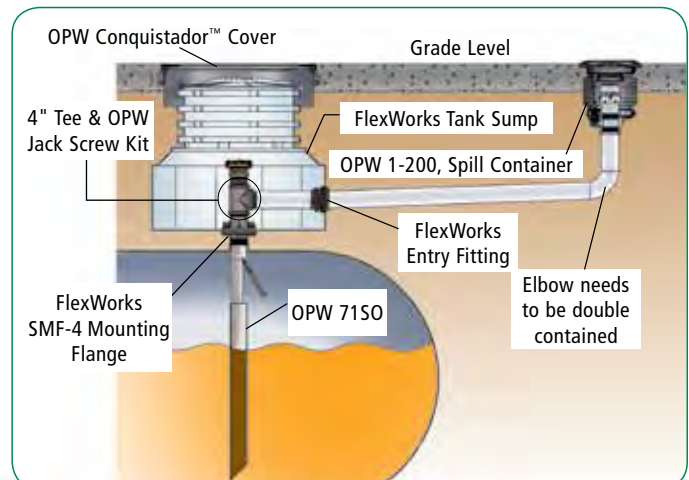 OPW Conquistador™ Cover
Grade Level
4" Tee & OPW
Jack Screw Kit
FlexWorks Tank Sump
OPW 1-200, Spill Container
FlexWorks
Entry Fitting
Elbow needs
to be double
contained
FlexWorks
SMF-4 Mounting
Flange
OPW 71SO